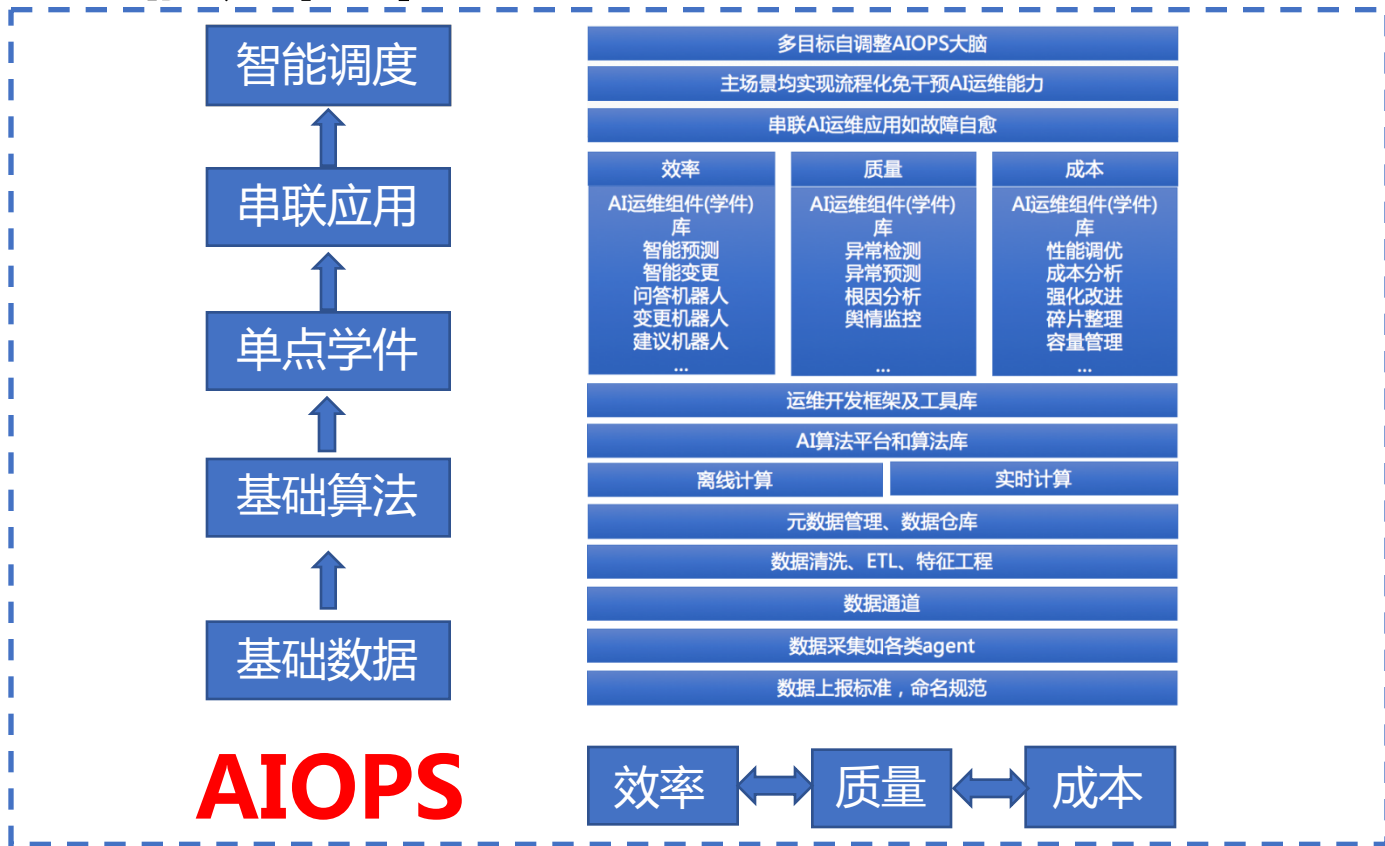 智能调度
串联应用
单点学件
基础算法
基础数据
AIOPS
多目标自调整AIOPS大脑
主场景均实现流程化免干预AI运维能力
串联AI运维应用如故障自愈
效率
AI运维组件(学件)
库
智能预测
智能变更
问答机器人
变更机器人
建议机器人
...
质量
AI运维组件(学件)
库
异常检测
异常预测
根因分析
舆情监控
...
成本
AI运维组件(学件)
库
性能调优
成本分析
强化改进
碎片整理
容量管理
...
运维开发框架及工具库
AI算法平台和算法库
离线计算
实时计算
元数据管理、数据仓库
数据清洗、ETL、特征工程
数据通道
数据采集如各类agent
数据上报标准，命名规范
效率
质量
成本